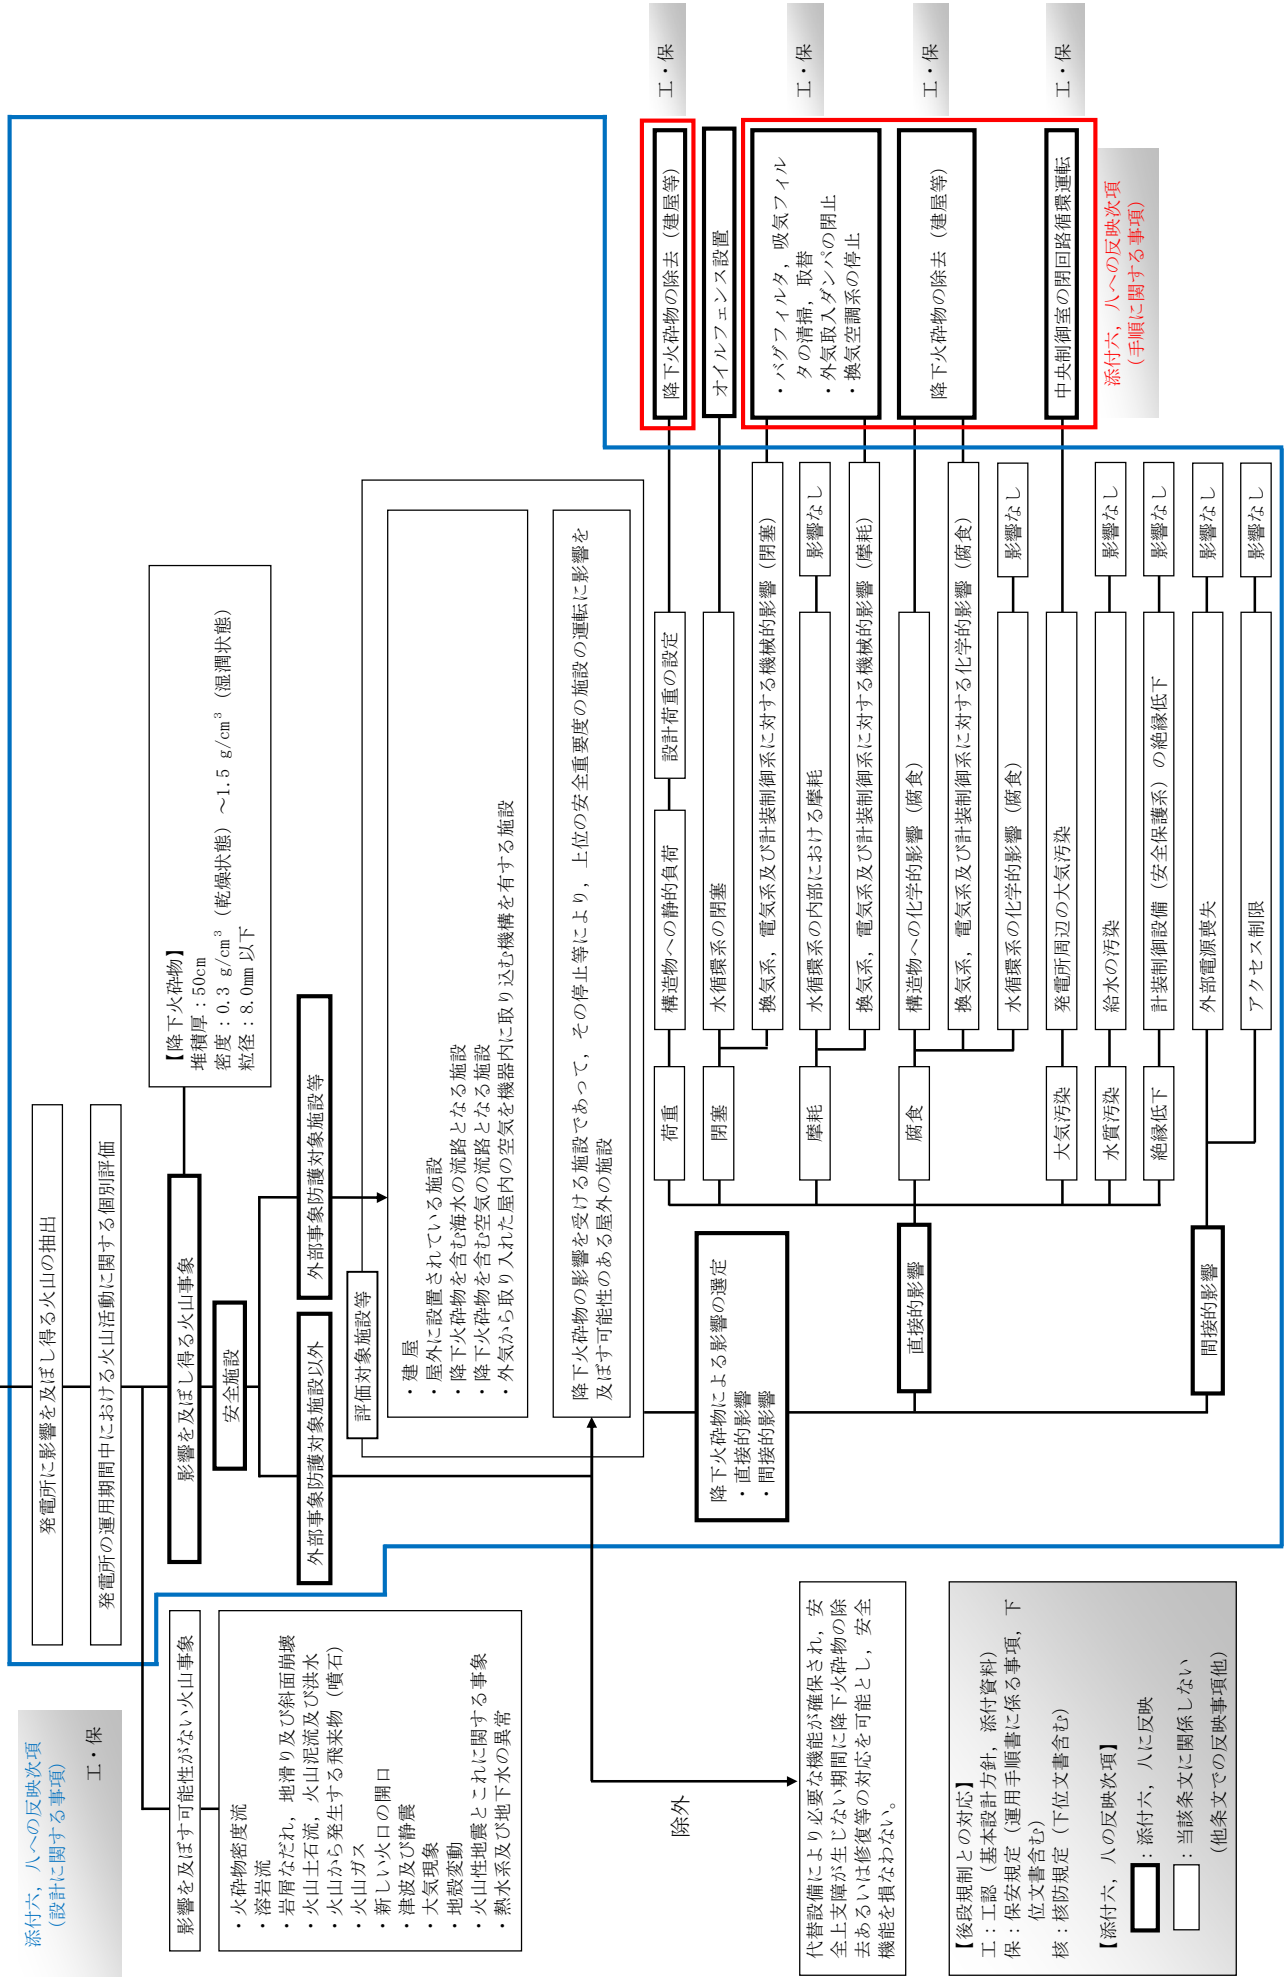 添付六，八への反映次項
(設計に関する事項)
工・保
発電所に影響を及ぼし得る火山の抽出
発電所の運用期間中における火山活動に関する個別評価
影響を及ぼす可能性がない火山事象
・火砕物密度流
・溶岩流
・岩屑なだれ，地滑り及び斜面崩壊
・火山土石流，火山泥流及び洪水
・火山から発生する飛来物（噴石）
・火山ガス
・新しい火口の開口
・津波及び静震
・大気現象
・地殻変動
・火山性地震とこれに関する事象
・熱水系及び地下水の異常
影響を及ぼし得る火山事象
【降下火砕物】
堆積厚：50cm
密度：0.3 g/cm³（乾燥状態）～1.5 g/cm³（湿潤状態）
粒径：8.0mm 以下
安全施設
外部事象防護対象施設以外
外部事象防護対象施設等
評価対象施設等
・建屋
・屋外に設置されている施設
・降下火砕物を含む海水の流路となる施設
・降下火砕物を含む空気の流路となる施設
・外気から取り入れた屋内の空気を機器内に取り込む機構を有する施設
降下火砕物の影響を受ける施設であって，その停止等により，上位の安全重要度の施設の運転に影響を
及ぼす可能性のある屋外の施設
除外
代替設備により必要な機能が確保され，安
全上支障が生じない期間に降下火砕物の除
去あるいは修復等の対応を可能とし，安全
機能を損なわない。
降下火砕物による影響の選定
・直接的影響
・間接的影響
直接的影響
間接的影響
荷重
構造物への静的負荷
設計荷重の設定
降下火砕物の除去（建屋等）
工・保
閉塞
水循環系の閉塞
オイルフェンス設置
換気系，電気系及び計装制御系に対する機械的影響（閉塞）
・バグフィルタ，吸気フィル
タの清掃，取替
・外気取入ダンパの閉止
・換気空調系の停止
工・保
摩耗
水循環系の内部における摩耗
影響なし
換気系，電気系及び計装制御系に対する機械的影響（摩耗）
腐食
構造物への化学的影響（腐食）
降下火砕物の除去（建屋等）
工・保
換気系，電気系及び計装制御系に対する化学的影響（腐食）
水循環系の化学的影響（腐食）
影響なし
大気汚染
発電所周辺の大気汚染
中央制御室の閉回路循環運転
工・保
水質汚染
給水の汚染
影響なし
絶縁低下
計装制御設備（安全保護系）の絶縁低下
影響なし
外部電源喪失
影響なし
アクセス制限
影響なし
添付六，八への反映次項
(手順に関する事項)
【後段規制との対応】
工：工認（基本設計方針，添付資料）
保：保安規定（運用手順書に係る事項，下
位文書含む）
核：核防規定（下位文書含む）
【添付六，八の反映次項】
：添付六，八に反映
：当該条文に関係しない
(他条文での反映事項他)